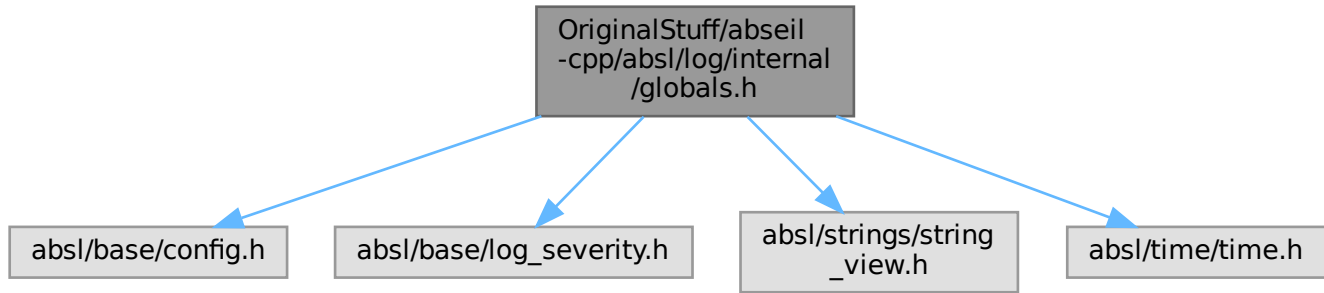 OriginalStuff/abseil
-cpp/absl/log/internal
/globals.h
absl/base/config.h
absl/base/log_severity.h
absl/strings/string
_view.h
absl/time/time.h